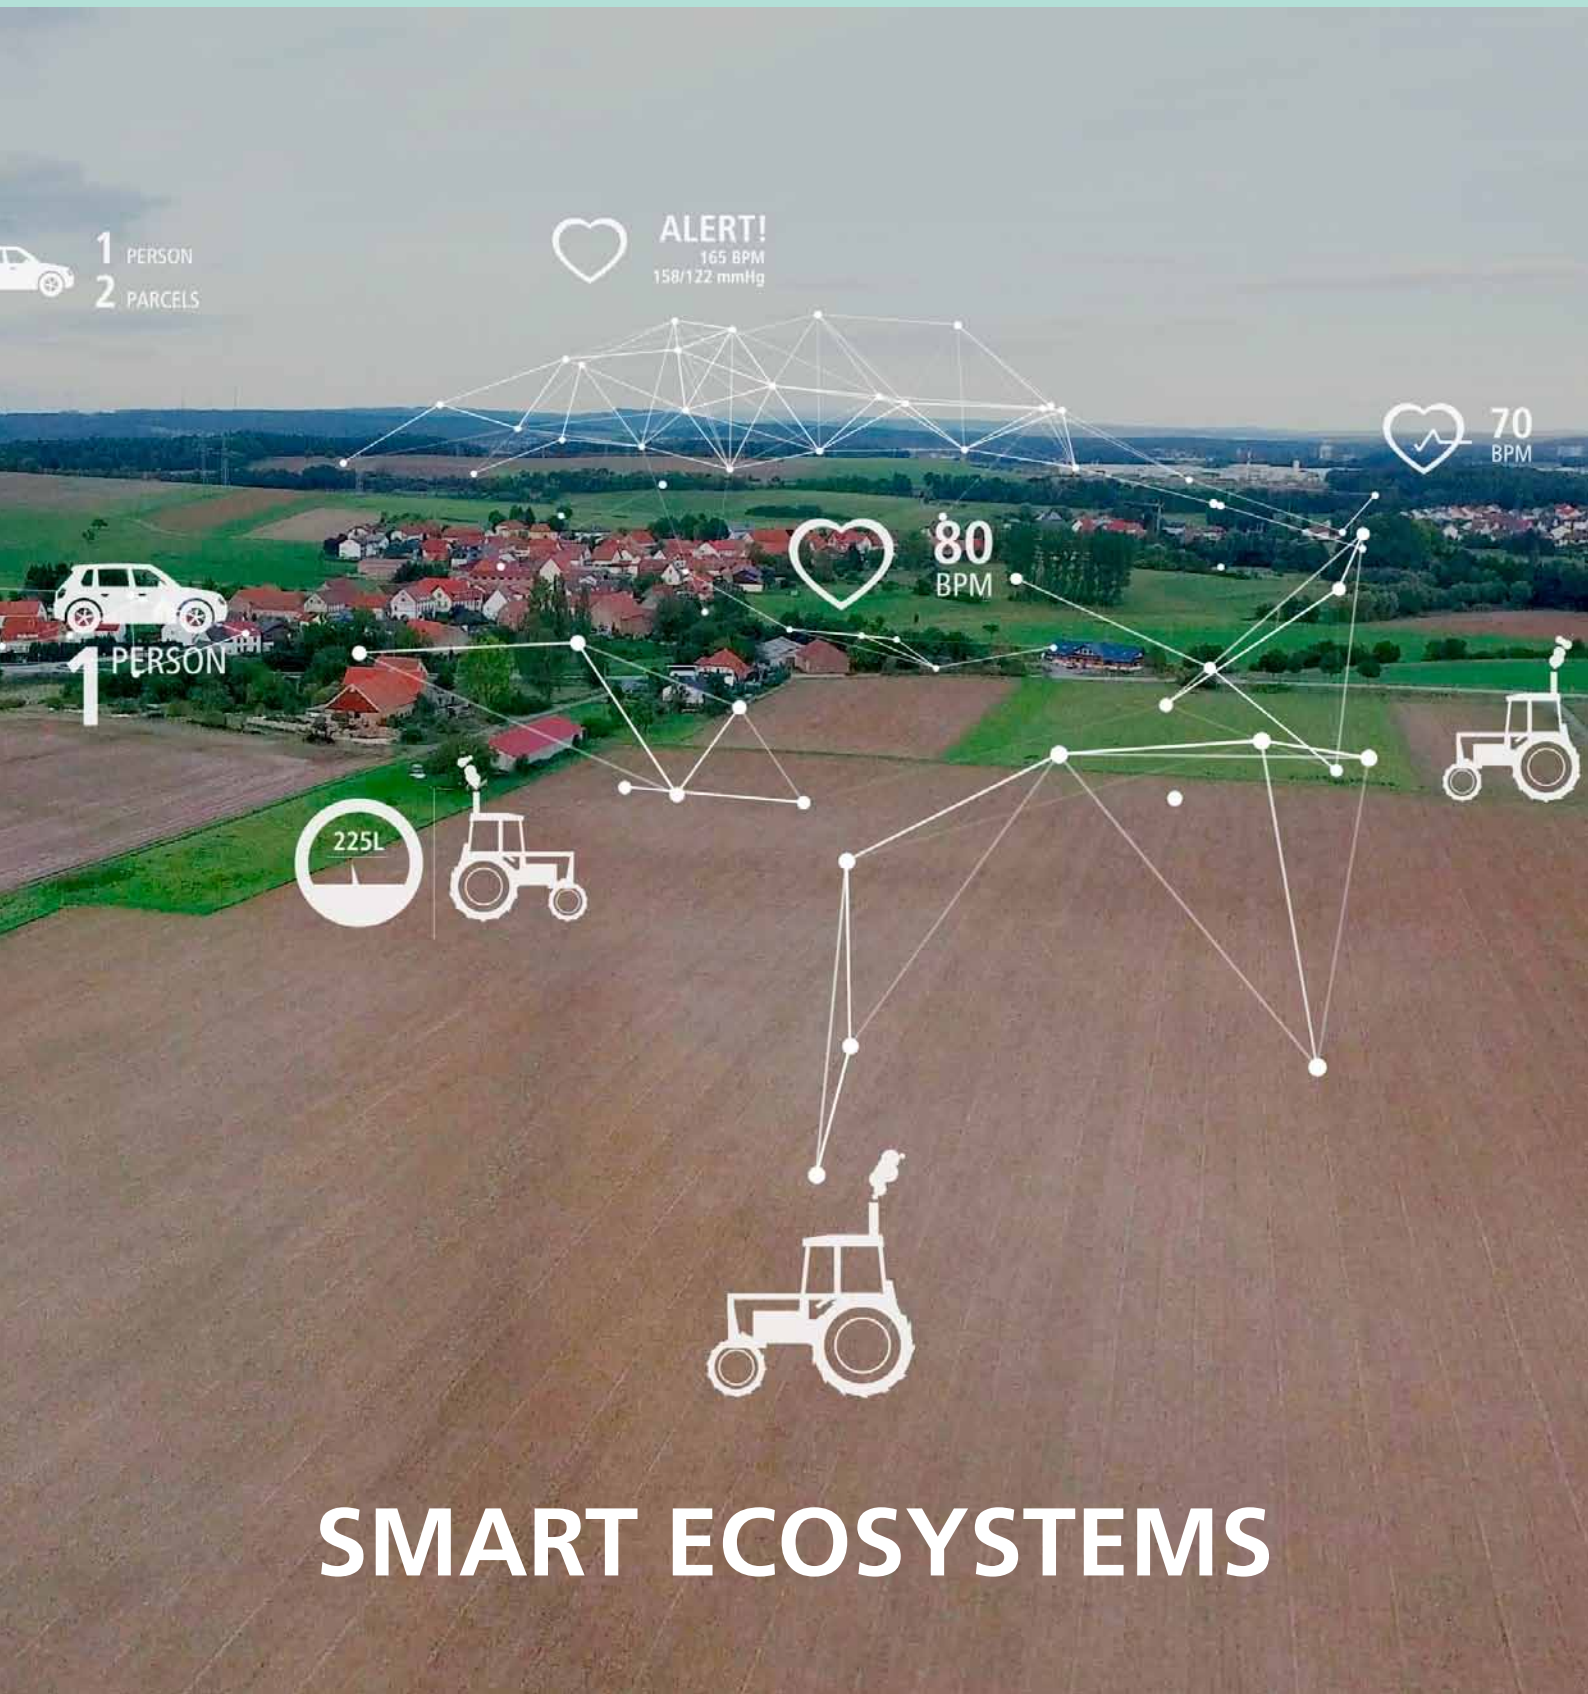 ALERT!
165 BPM
158/122 mmHg
1 PERSON
2 PARCELS
70
BPM
80
BPM
1 PERSON
225L
SMART ECOSYSTEMS